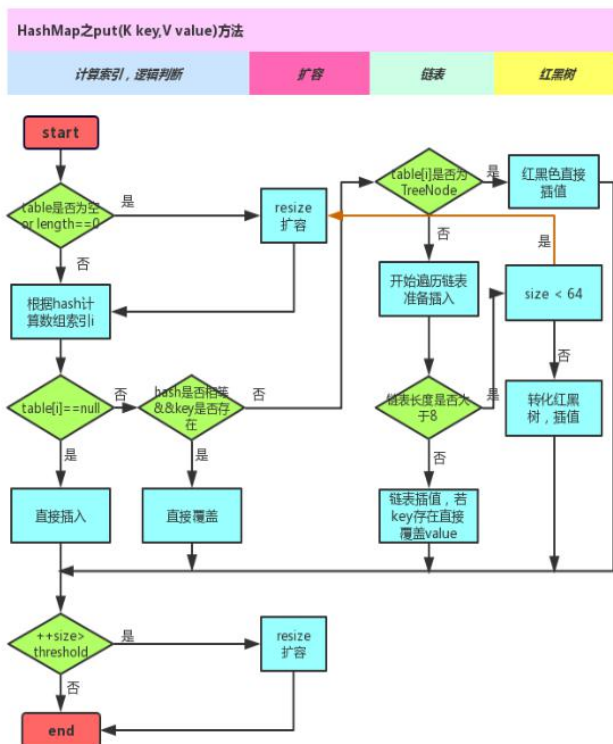 HashMap之put(K key,V value)方法
计算索引，逻辑判断
扩容
链表
红黑树
start
table是否为空
or length==0
是
否
resize
扩容
根据hash计
算数组索引i
table[i]==null
否
是
hash是否相等
&&key是否存
在
否
是
直接插入
直接覆盖
table[i]是否为
TreeNode
是
否
红黑色直接
插值
开始遍历链表
准备插入
是
size < 64
否
链表长度是否大
于8
是
否
转化红黑
树，插值
链表插值，若
key存在直接
覆盖value
++size>
threshold
是
否
resize
扩容
end